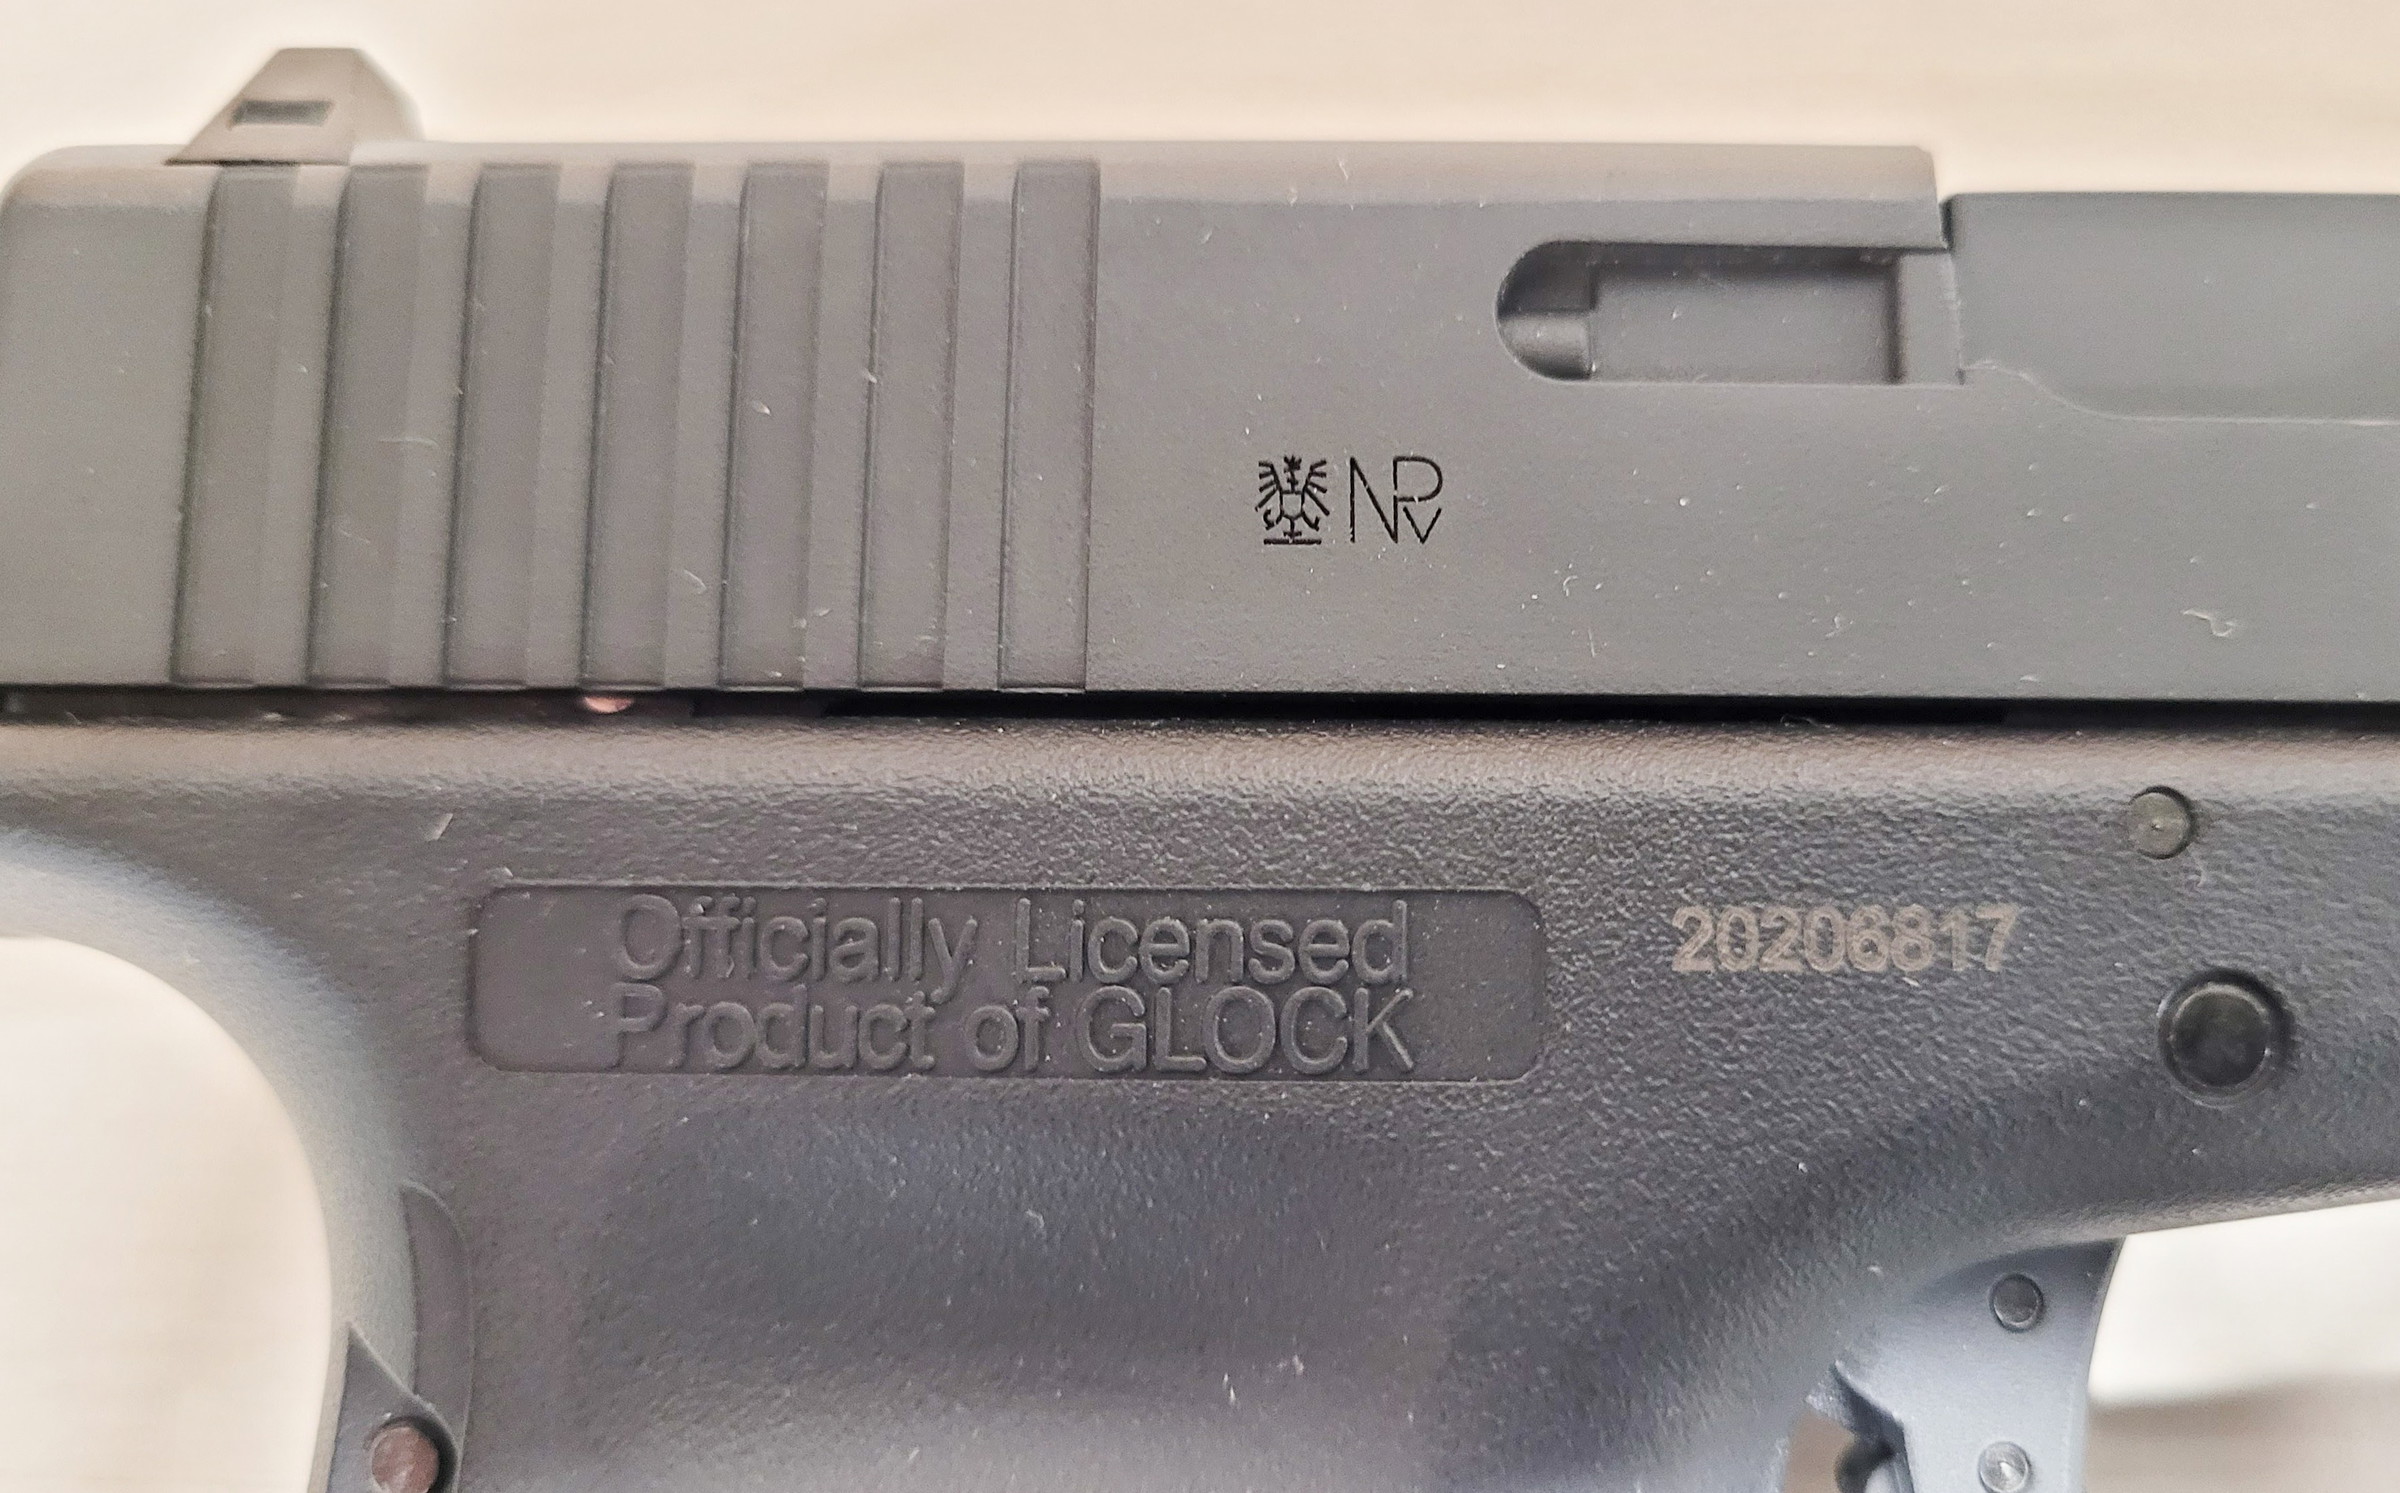 NPv
Officially Licensed
Product of GLOCK
20206817